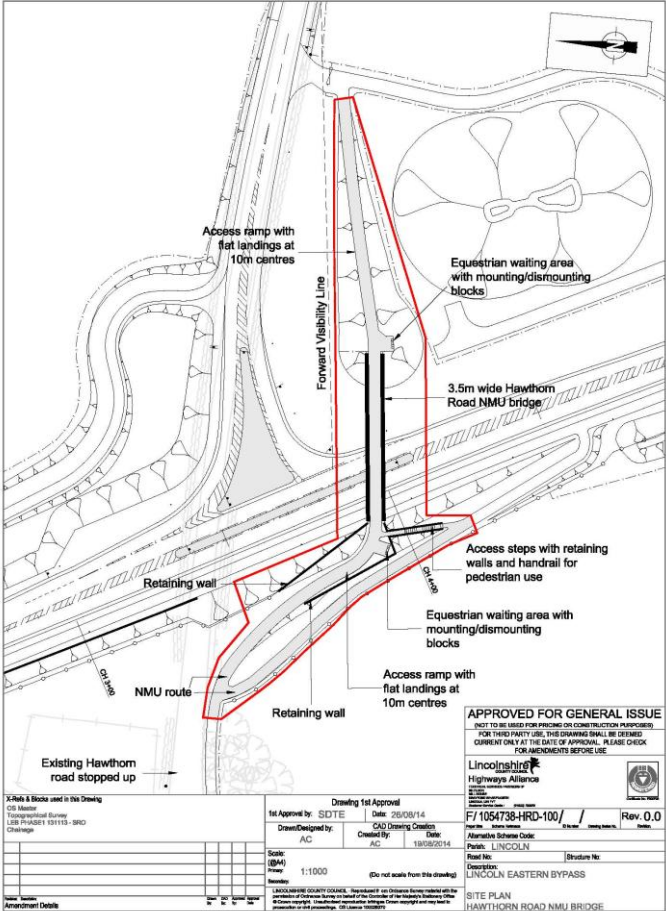 N
Access ramp with
flat landings at
10m centres
Equestrian waiting area
with mounting/dismounting
blocks
Forward Visibility Line
3.5m wide Hawthorn
Road NMU bridge
Access steps with retaining
walls and handrail for
pedestrian use
CH 4+00
Retaining wall
Equestrian waiting area with
mounting/dismounting
blocks
CH 3+00
NMU route
Access ramp with
flat landings at
10m centres
Retaining wall
Existing Hawthorn
road stopped up
APPROVED FOR GENERAL ISSUE
(NOT TO BE USED FOR PRICING OR CONSTRUCTION PURPOSES)
FOR THIRD PARTY USE, THIS DRAWING SHALL BE DEEMED
CURRENT ONLY AT THE DATE OF APPROVAL. PLEASE CHECK
FOR AMENDMENTS BEFORE USE
Lincolnshire
COUNTY COUNCIL
Highways Alliance
X-Refs & Blocks used in this Drawing
OS Master
Topographical Survey
LEB PHASE1 131113 - SRD
Chainage
Drawing 1st Approval
1st Approval by: SDTE Date: 26/08/14
Drawn/Designed by: AC
CAD Drawing Creation
Created By: AC Date: 19/08/2014
Scale:
(@A4)
Primary 1:1000 (Do not scale from this drawing)
Secondary
F/ 1054738-HRD-100/ / Rev. 0.0
Alternative Scheme Code:
Parish: LINCOLN
Road No: Structure No:
Description:
LINCOLN EASTERN BYPASS
SITE PLAN
HAWTHORN ROAD NMU BRIDGE
Amendment Details